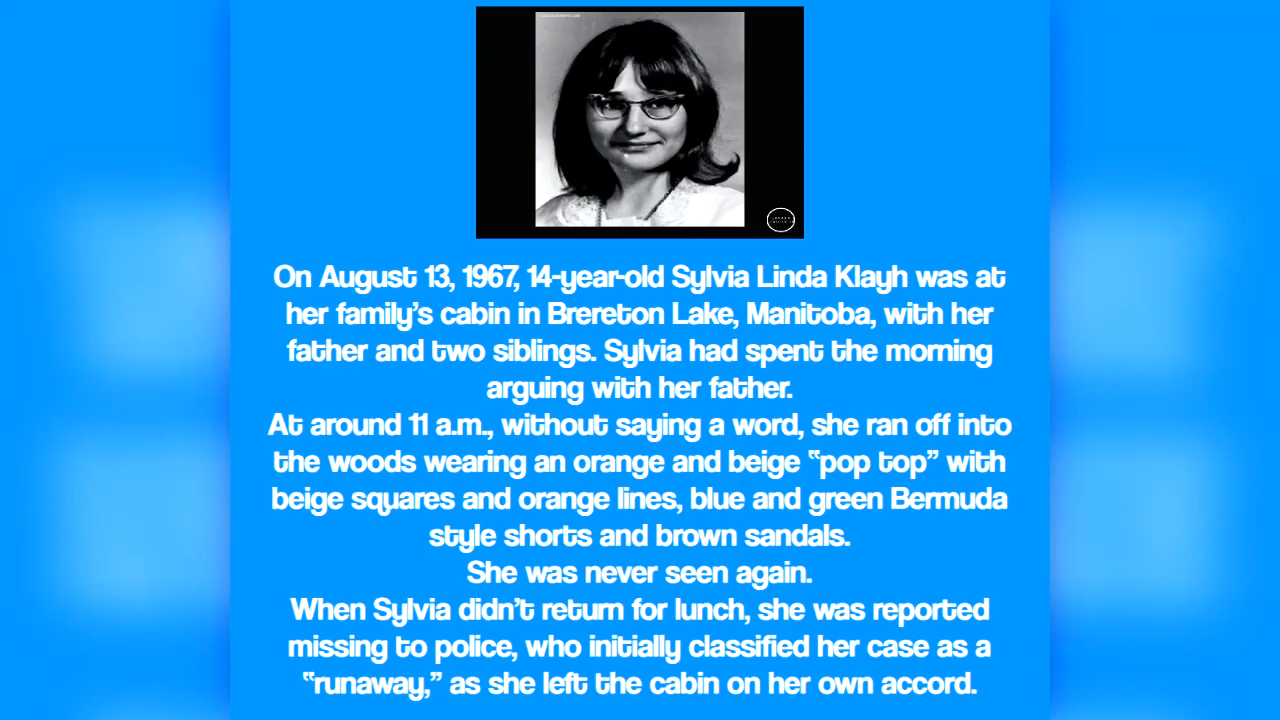 On August 13, 1967, 14-year-old Sylvia Linda Klayh was at
her family's cabin in Brereton Lake, Manitoba, with her
father and two siblings. Sylvia had spent the morning
arguing with her father.
At around 11 a.m., without saying a word, she ran off into
the woods wearing an orange and beige “pop top” with
beige squares and orange lines, blue and green Bermuda
style shorts and brown sandals.
She was never seen again.
When Sylvia didn’t return for lunch, she was reported
missing to police, who initially classified her case as a
“runaway,” as she left the cabin on her own accord.